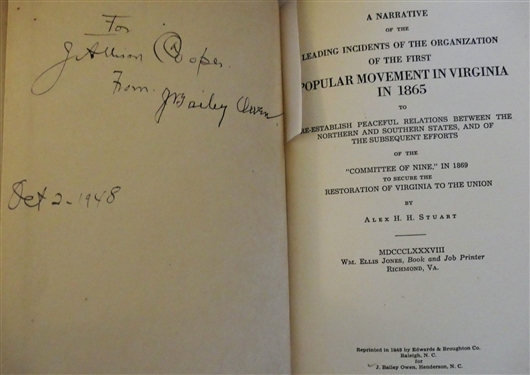 For
J Allison Cooper.
From
J Bailey Owen
Oct 2 - 1948
A NARRATIVE
OF THE
LEADING INCIDENTS OF THE ORGANIZATION
OF THE FIRST
POPULAR MOVEMENT IN VIRGINIA
IN 1865
TO
RE-ESTABLISH PEACEFUL RELATIONS BETWEEN THE
NORTHERN AND SOUTHERN STATES, AND OF
THE SUBSEQUENT EFFORTS
OF THE
"COMMITTEE OF NINE," IN 1869
TO SECURE THE
RESTORATION OF VIRGINIA TO THE UNION
BY
ALEX H. H. STUART
MDCCCLXXXVIII
WM. ELLIS JONES, Book and Job Printer
RICHMOND, VA.
Reprinted in 1948 by Edwards & Broughton Co.
Raleigh, N. C.
for
J. Bailey Owen, Henderson, N. C.